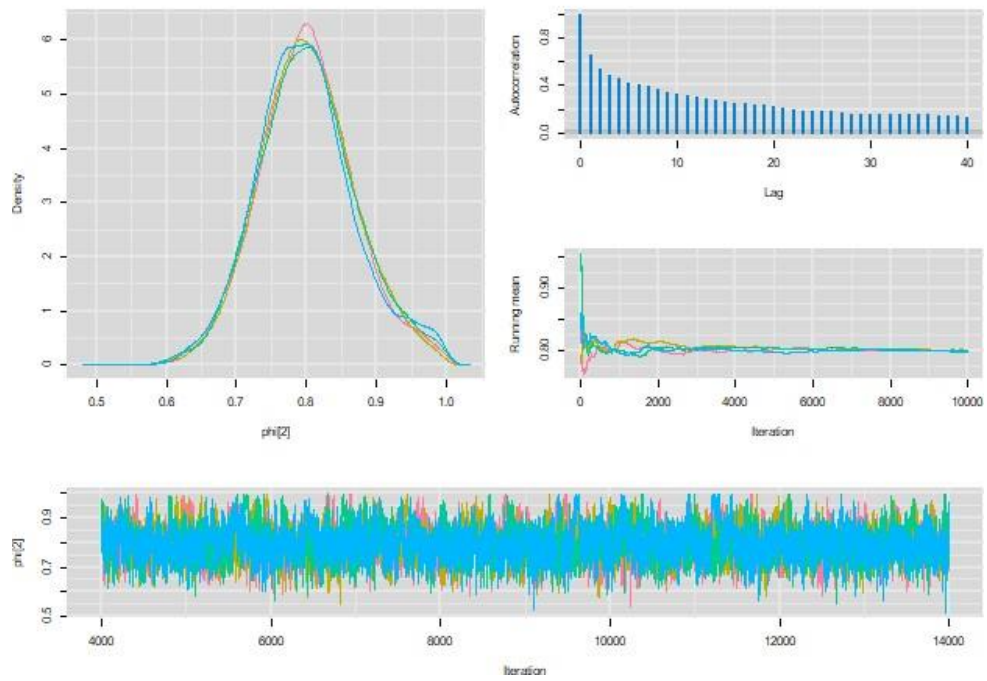 Density
0 1 2 3 4 5 6
0.5 0.6 0.7 0.8 0.9 1.0
phi[2]
Autocorrelation
0.0 0.4 0.8
0 10 20 30 40
Lag
Running mean
0.80 0.90
0 2000 4000 6000 8000 10000
Iteration
phi[2]
0.5 0.7 0.9
4000 6000 8000 10000 12000 14000
Iteration